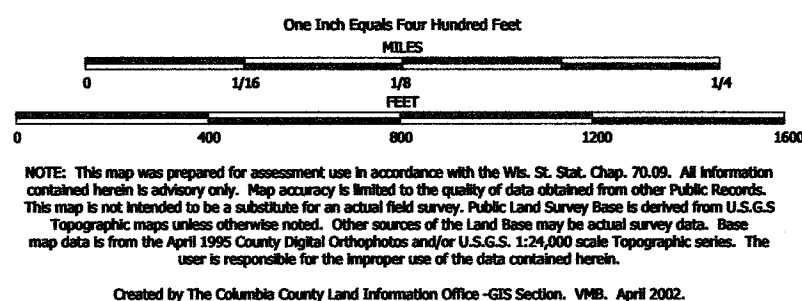 One Inch Equals Four Hundred Feet
MILES
0 1/16 1/8 1/4
FEET
0 400 800 1200 1600
NOTE: This map was prepared for assessment use in accordance with the Wis. St. Stat. Chap. 70.09. All information
contained herein is advisory only. Map accuracy is limited to the quality of data obtained from other Public Records.
This map is not intended to be a substitute for an actual field survey. Public Land Survey Base is derived from U.S.G.S
Topographic maps unless otherwise noted. Other sources of the Land Base may be actual survey data. Base
map data is from the April 1995 County Digital Orthophotos and/or U.S.G.S. 1:24,000 scale Topographic series. The
user is responsible for the improper use of the data contained herein.
Created by The Columbia County Land Information Office -GIS Section. VMB. April 2002.